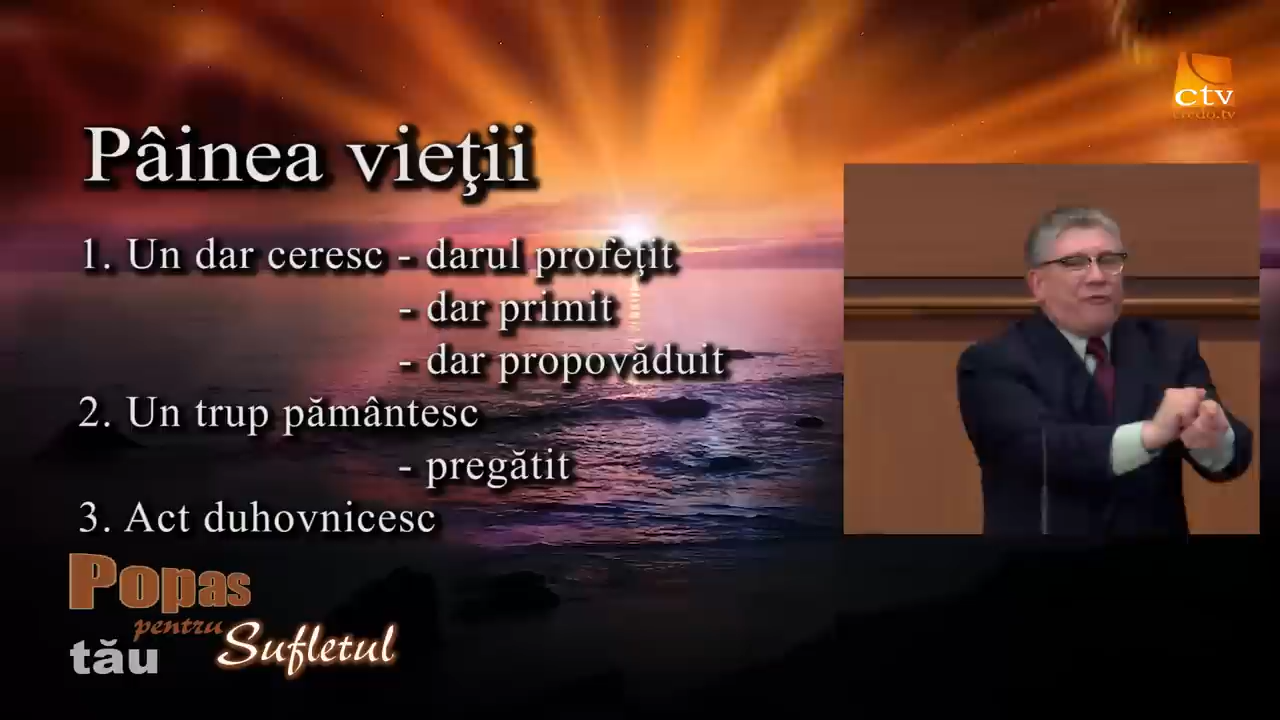 ctv
credo.tv
Pâinea vieţii
1. Un dar ceresc - darul profeţit
- dar primit
- dar propovăduit
2. Un trup pământesc
- pregătit
3. Act duhovnicesc
Popas
pentru
tău Sufletul